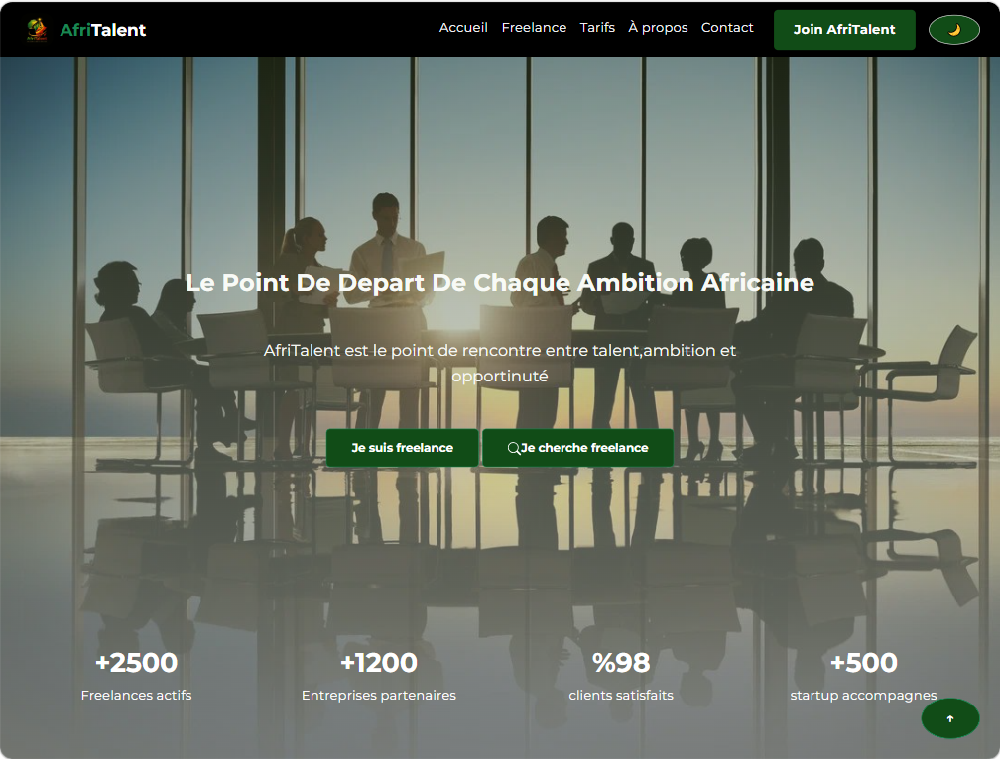 AfriTalent
Accueil Freelance Tarifs À propos Contact Join AfriTalent
Le Point De Depart De Chaque Ambition Africaine
AfriTalent est le point de rencontre entre talent,ambition et
opportinuté
Je suis freelance Je cherche freelance
+2500 +1200 %98 +500
Freelances actifs Entreprises partenaires clients satisfaits startup accompagnes